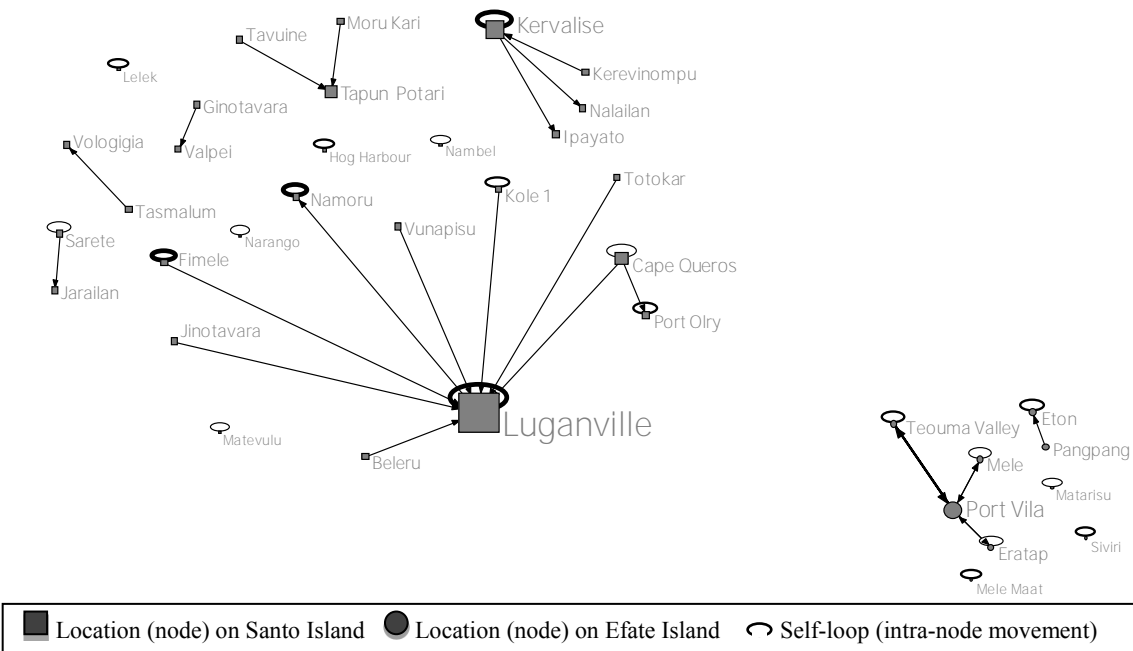 Moru Kari
Kervalise
Tavuine
Lelek
Kerevinompu
Tapun Potari
Ginotavara
Nalailan
Vologigia
Ipayato
Valpei
Hog Harbour
Nambel
Totokar
Namoru
Kole 1
Tasmalum
Vunapisu
Sarete
Narango
Fimele
Cape Queros
Jarailan
Port Olry
Jinotavara
Luganville
Matevulu
Beleru
Teouma Valley
Eton
Pangpang
Mele
Matarisu
Port Vila
Eratap
Siviri
Mele Maat
Location (node) on Santo Island Location (node) on Efate Island Self-loop (intra-node movement)